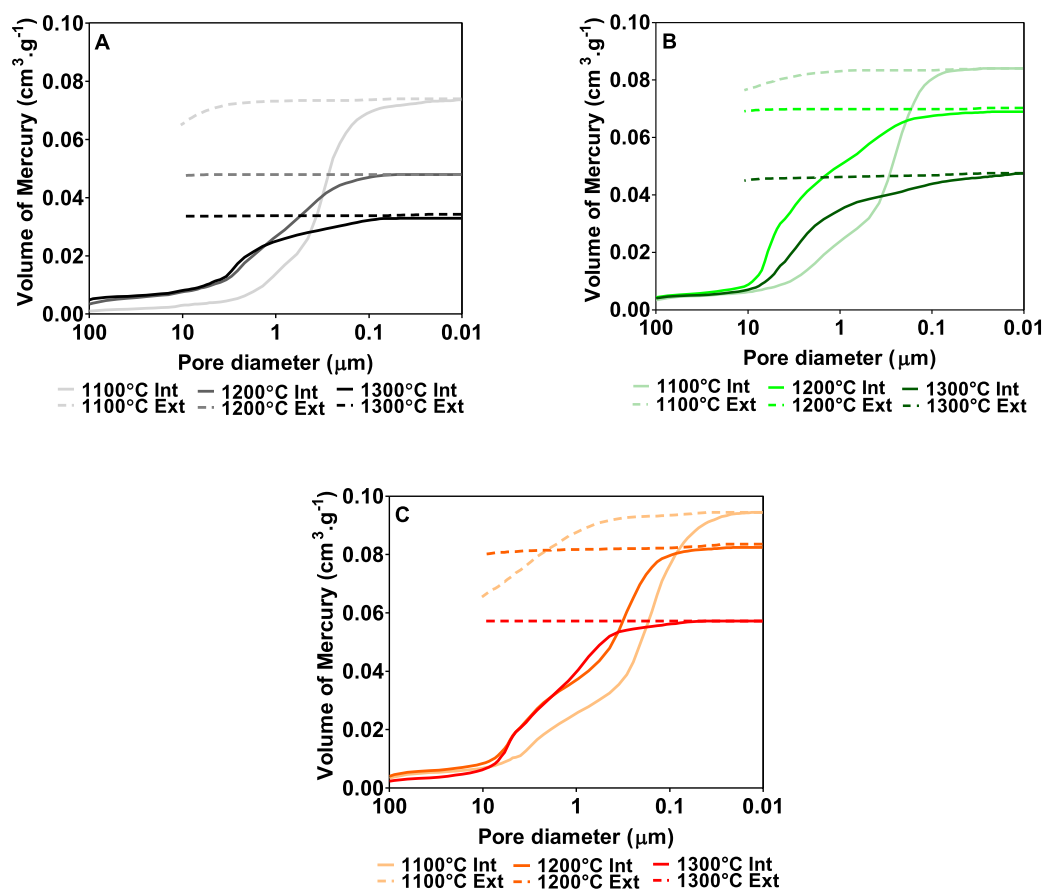 A
Volume of Mercury (cm³.g⁻¹)
0.10
0.08
0.06
0.04
0.02
0.00
100 10 1 0.1 0.01
Pore diameter (μm)
1100°C Int 1200°C Int 1300°C Int
1100°C Ext 1200°C Ext 1300°C Ext
B
Volume of Mercury (cm³.g⁻¹)
0.10
0.08
0.06
0.04
0.02
0.00
100 10 1 0.1 0.01
Pore diameter (μm)
1100°C Int 1200°C Int 1300°C Int
1100°C Ext 1200°C Ext 1300°C Ext
C
Volume of Mercury (cm³.g⁻¹)
0.10
0.08
0.06
0.04
0.02
0.00
100 10 1 0.1 0.01
Pore diameter (μm)
1100°C Int 1200°C Int 1300°C Int
1100°C Ext 1200°C Ext 1300°C Ext